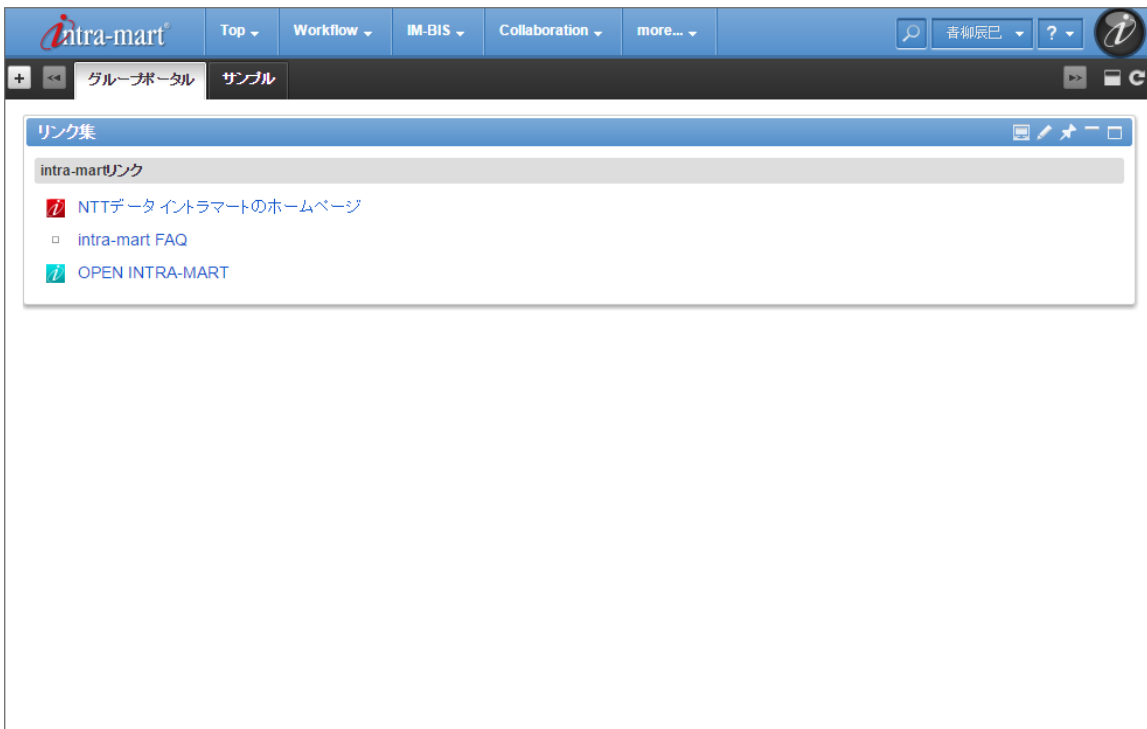 intra-mart® Top Workflow IM-BIS Collaboration more... 青柳辰巳 ?
グループポータル サンプル
リンク集
intra-martリンク
NTTデータ イントラマートのホームページ
intra-mart FAQ
OPEN INTRA-MART